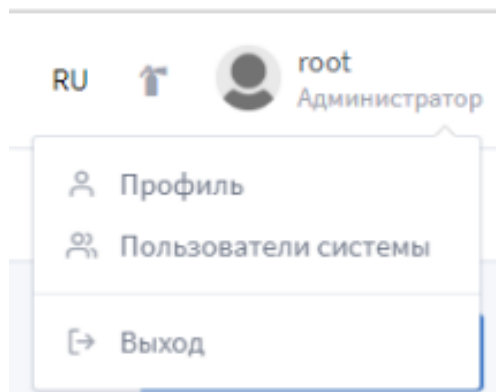 RU
root
Администратор
Профиль
Пользователи системы
Выход